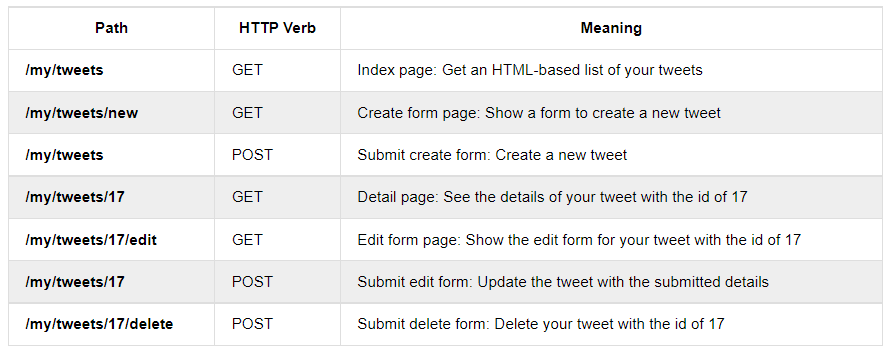 Path HTTP Verb Meaning
/my/tweets GET Index page: Get an HTML-based list of your tweets
/my/tweets/new GET Create form page: Show a form to create a new tweet
/my/tweets POST Submit create form: Create a new tweet
/my/tweets/17 GET Detail page: See the details of your tweet with the id of 17
/my/tweets/17/edit GET Edit form page: Show the edit form for your tweet with the id of 17
/my/tweets/17 POST Submit edit form: Update the tweet with the submitted details
/my/tweets/17/delete POST Submit delete form: Delete your tweet with the id of 17